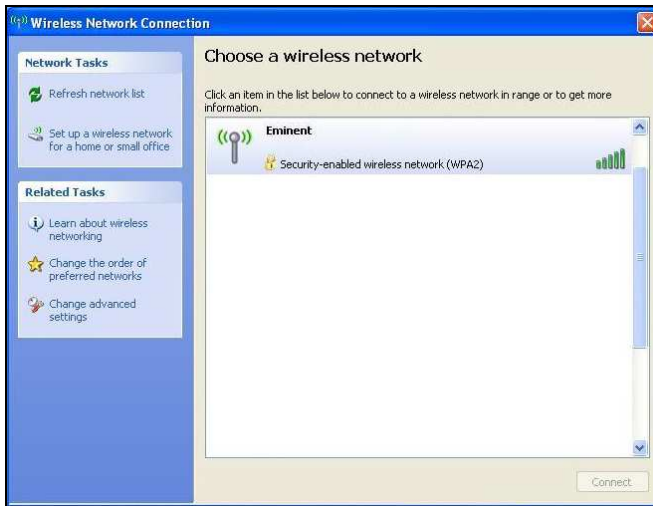 Wireless Network Connection
Network Tasks
Refresh network list
Set up a wireless network
for a home or small office
Related Tasks
Learn about wireless
networking
Change the order of
preferred networks
Change advanced
settings
Choose a wireless network
Click an item in the list below to connect to a wireless network in range or to get more
information.
Eminent
Security-enabled wireless network (WPA2)
Connect